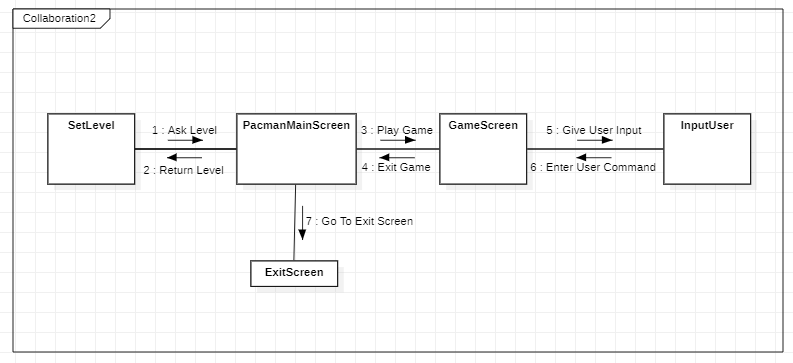 Collaboration2
SetLevel
1 : Ask Level
2 : Return Level
PacmanMainScreen
3 : Play Game
4 : Exit Game
GameScreen
5 : Give User Input
6 : Enter User Command
InputUser
7 : Go To Exit Screen
ExitScreen